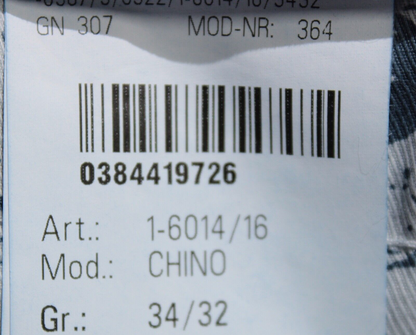 GN 307 MOD-NR: 364
0384419726
Art.: 1-6014/16
Mod.: CHINO
Gr.: 34/32